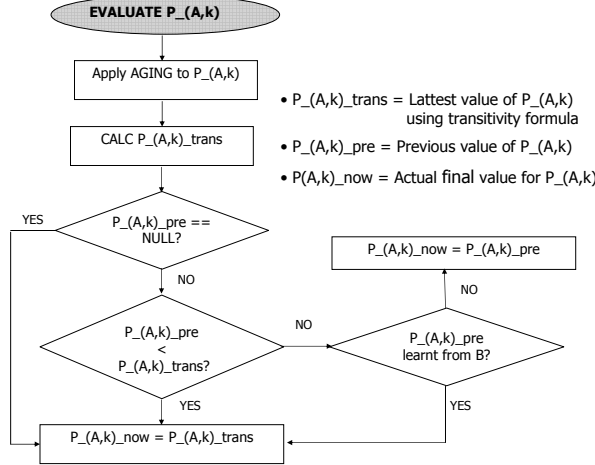 EVALUATE P_(A,k)
Apply AGING to P_(A,k)
CALC P_(A,k)_trans
• P_(A,k)_trans = Lattest value of P_(A,k)
using transitivity formula
• P_(A,k)_pre = Previous value of P_(A,k)
• P(A,k)_now = Actual final value for P_(A,k)
YES
P_(A,k)_pre ==
NULL?
NO
P_(A,k)_now = P_(A,k)_pre
NO
P_(A,k)_pre
<
P_(A,k)_trans?
NO
P_(A,k)_pre
learnt from B?
YES
YES
P_(A,k)_now = P_(A,k)_trans